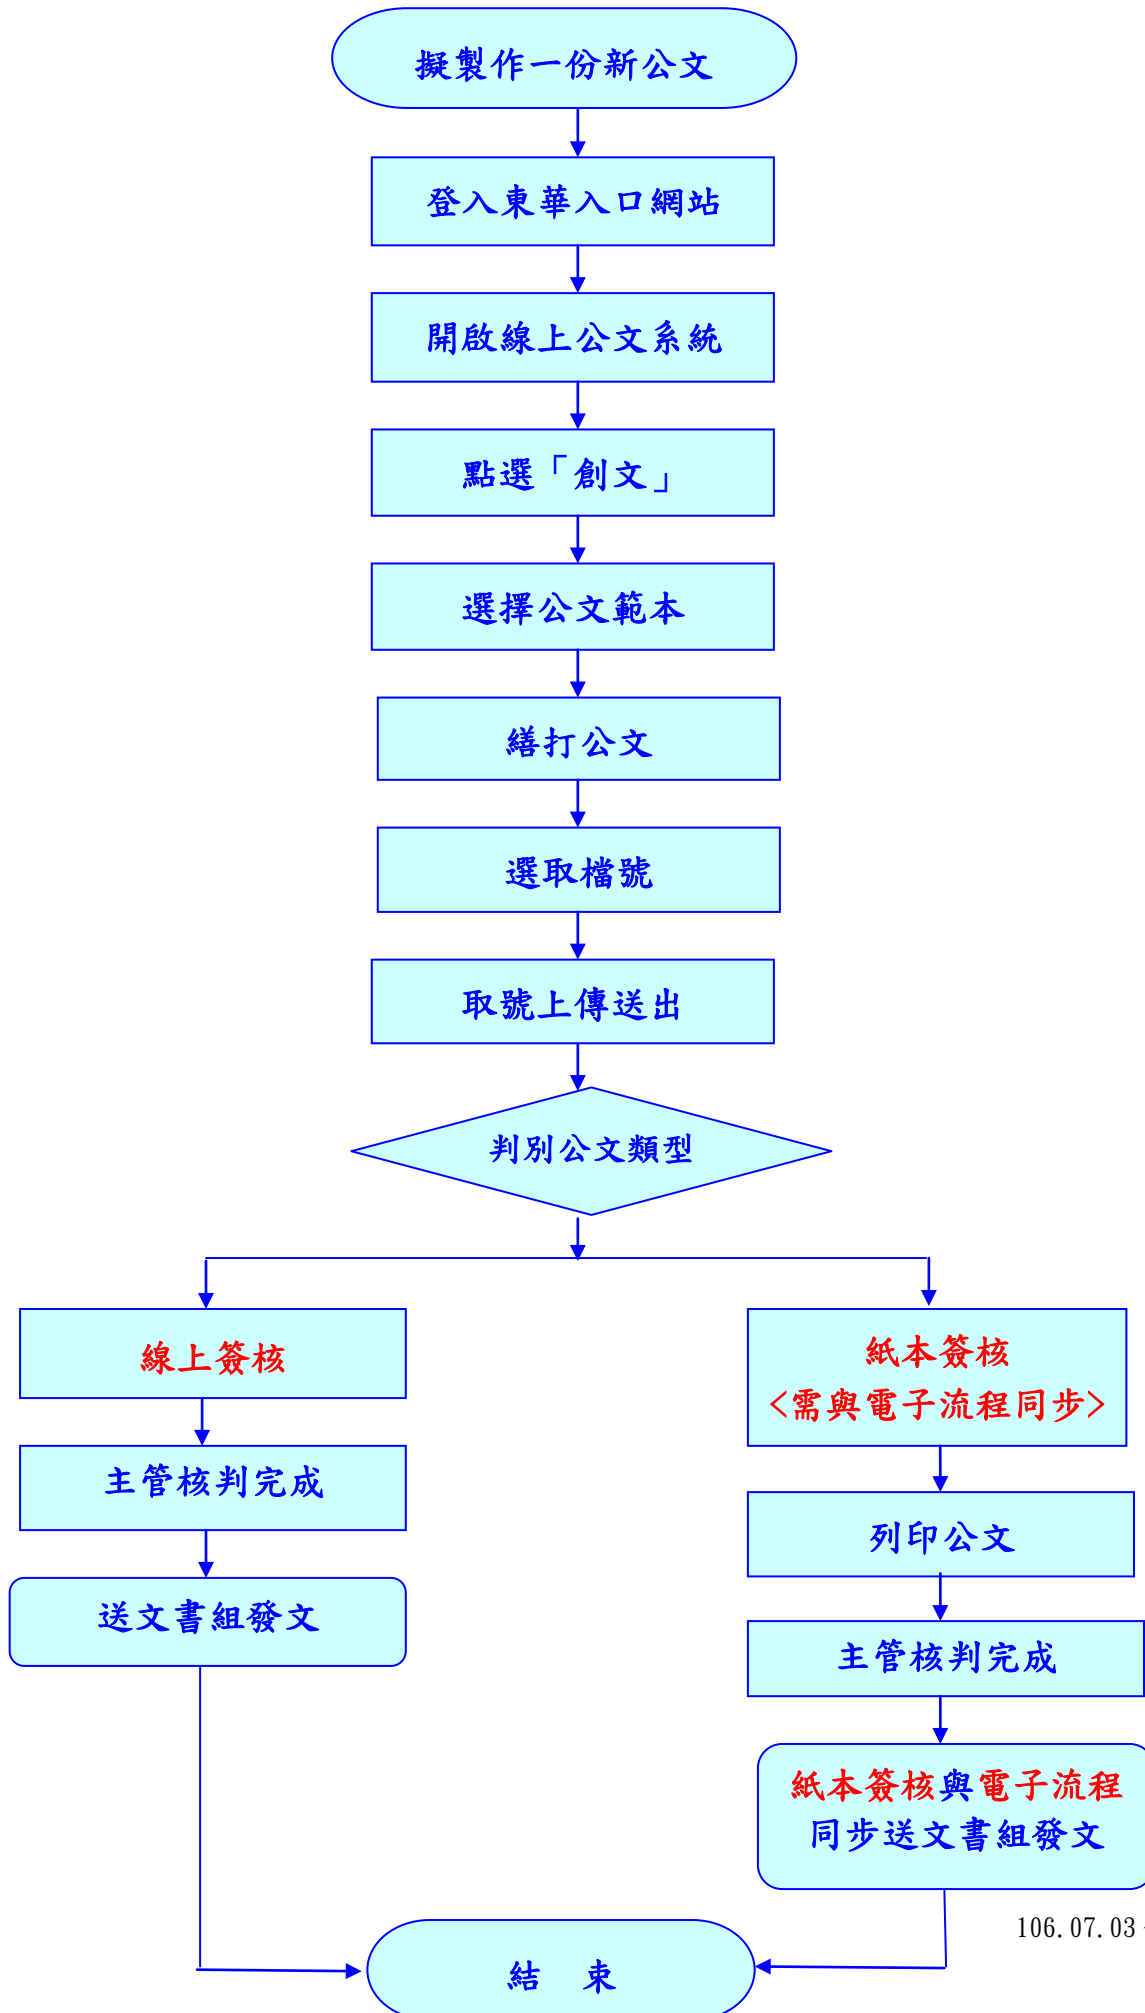 擬製作一份新公文
登入東華入口網站
開啟線上公文系統
點選「創文」
選擇公文範本
繕打公文
選取檔號
取號上傳送出
判別公文類型
線上簽核
主管核判完成
送文書組發文
紙本簽核
<需與電子流程同步>
列印公文
主管核判完成
紙本簽核與電子流程
同步送文書組發文
106.07.03
結 束